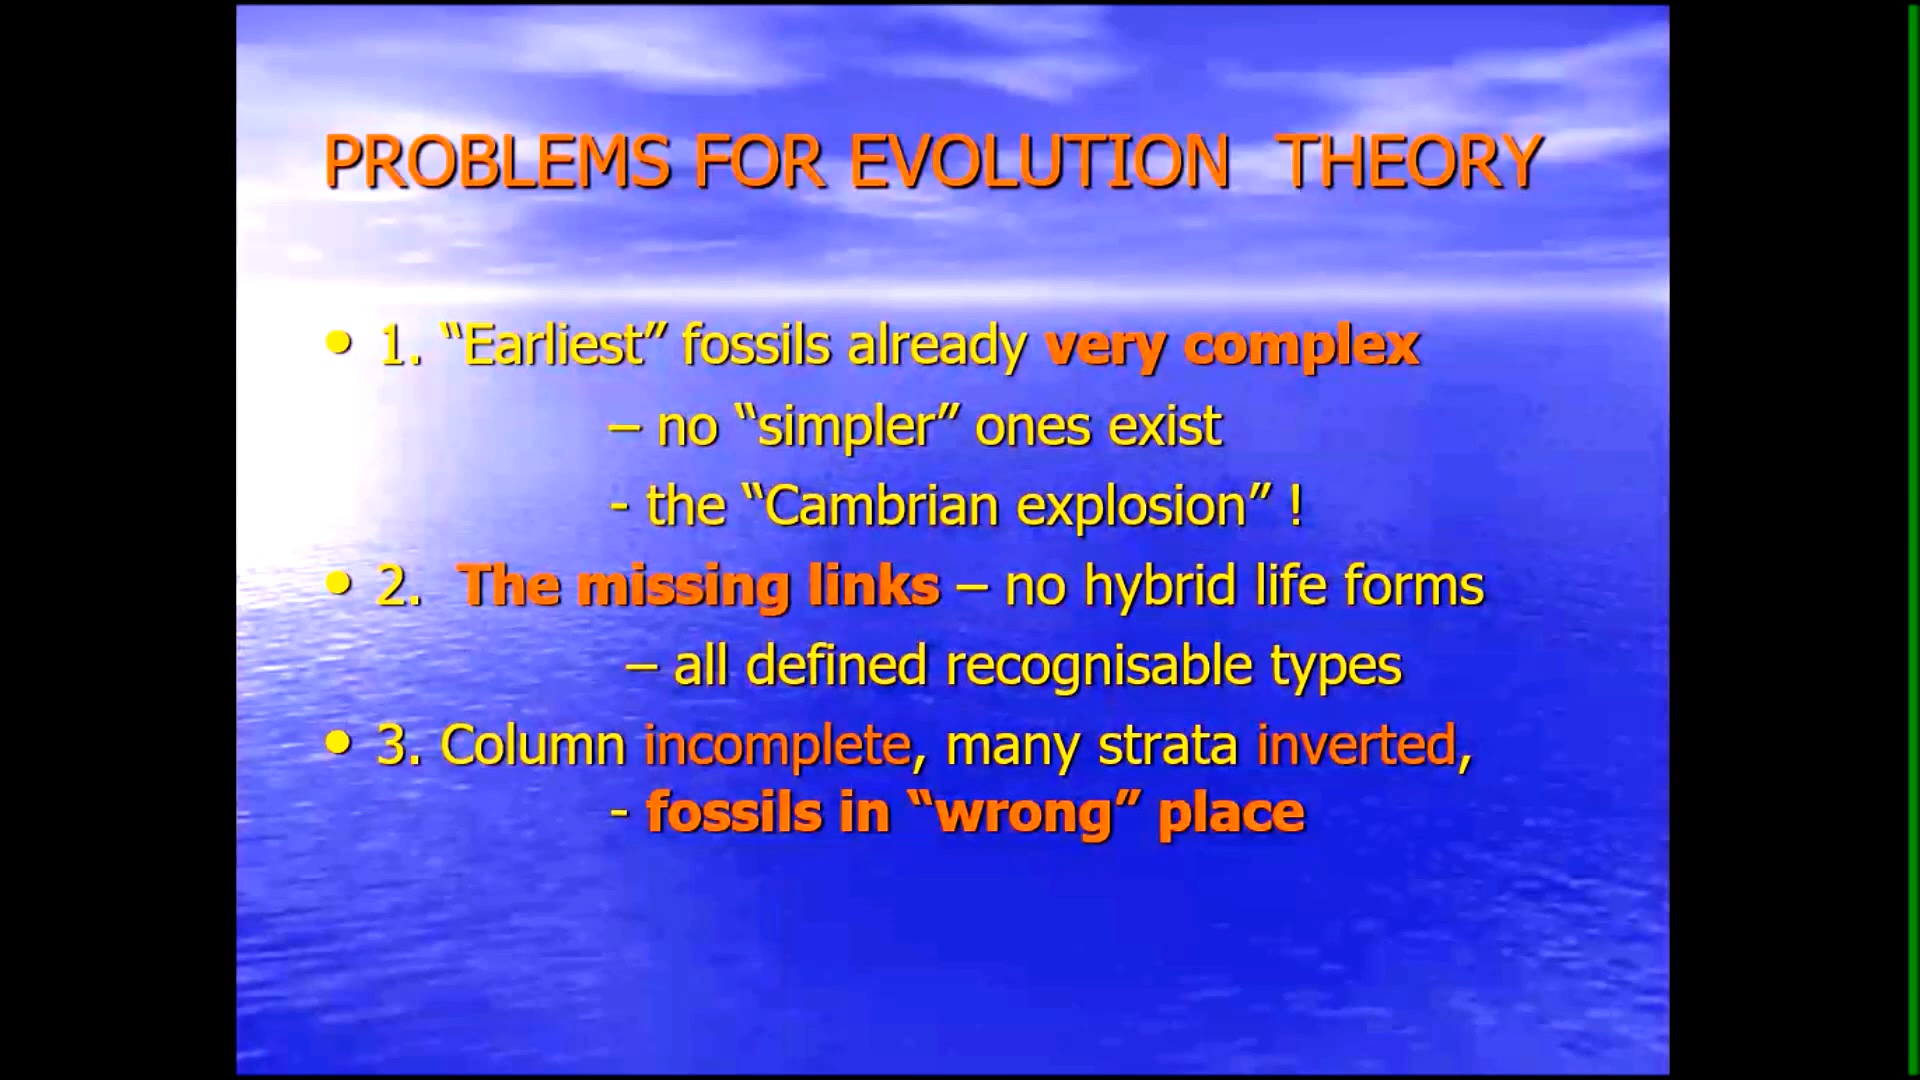 PROBLEMS FOR EVOLUTION THEORY
• 1. “Earliest” fossils already very complex
– no “simpler” ones exist
- the “Cambrian explosion” !
• 2. The missing links – no hybrid life forms
– all defined recognisable types
• 3. Column incomplete, many strata inverted,
- fossils in “wrong” place